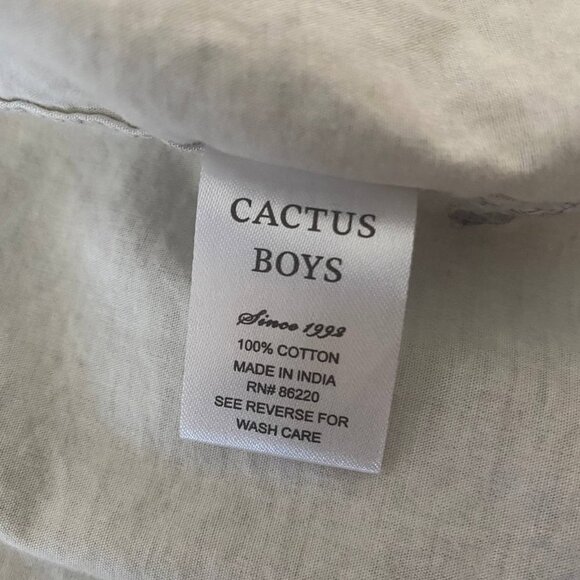 CACTUS
BOYS
Since 1992
100% COTTON
MADE IN INDIA
RN# 86220
SEE REVERSE FOR
WASH CARE